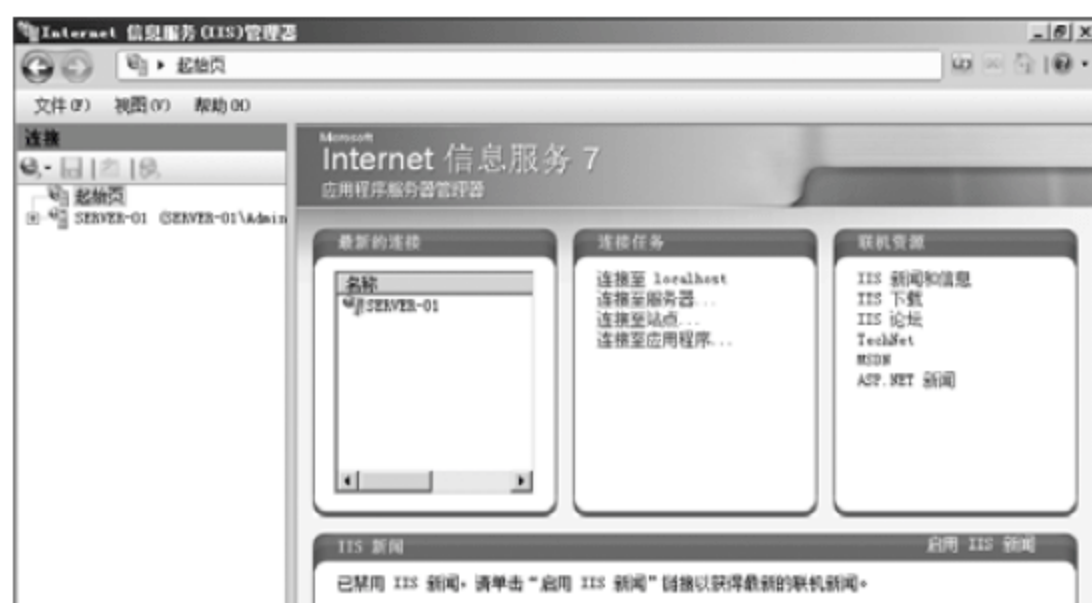 Internet 信息服务(IIS)管理器
起始页
文件(F) 视图(V) 帮助(H)
连接
起始页
SERVER-01 (SERVER-01\Admin
Microsoft
Internet 信息服务 7
应用程序服务器管理器
最新的连接
名称
SERVER-01
连接任务
连接至 localhost
连接至服务器...
连接至站点...
连接至应用程序...
联机资源
IIS 新闻和信息
IIS 下载
IIS 论坛
TechNet
MSDN
ASP.NET 新闻
IIS 新闻
启用 IIS 新闻
已禁用 IIS 新闻。请单击“启用 IIS 新闻”链接以获得最新的联机新闻。